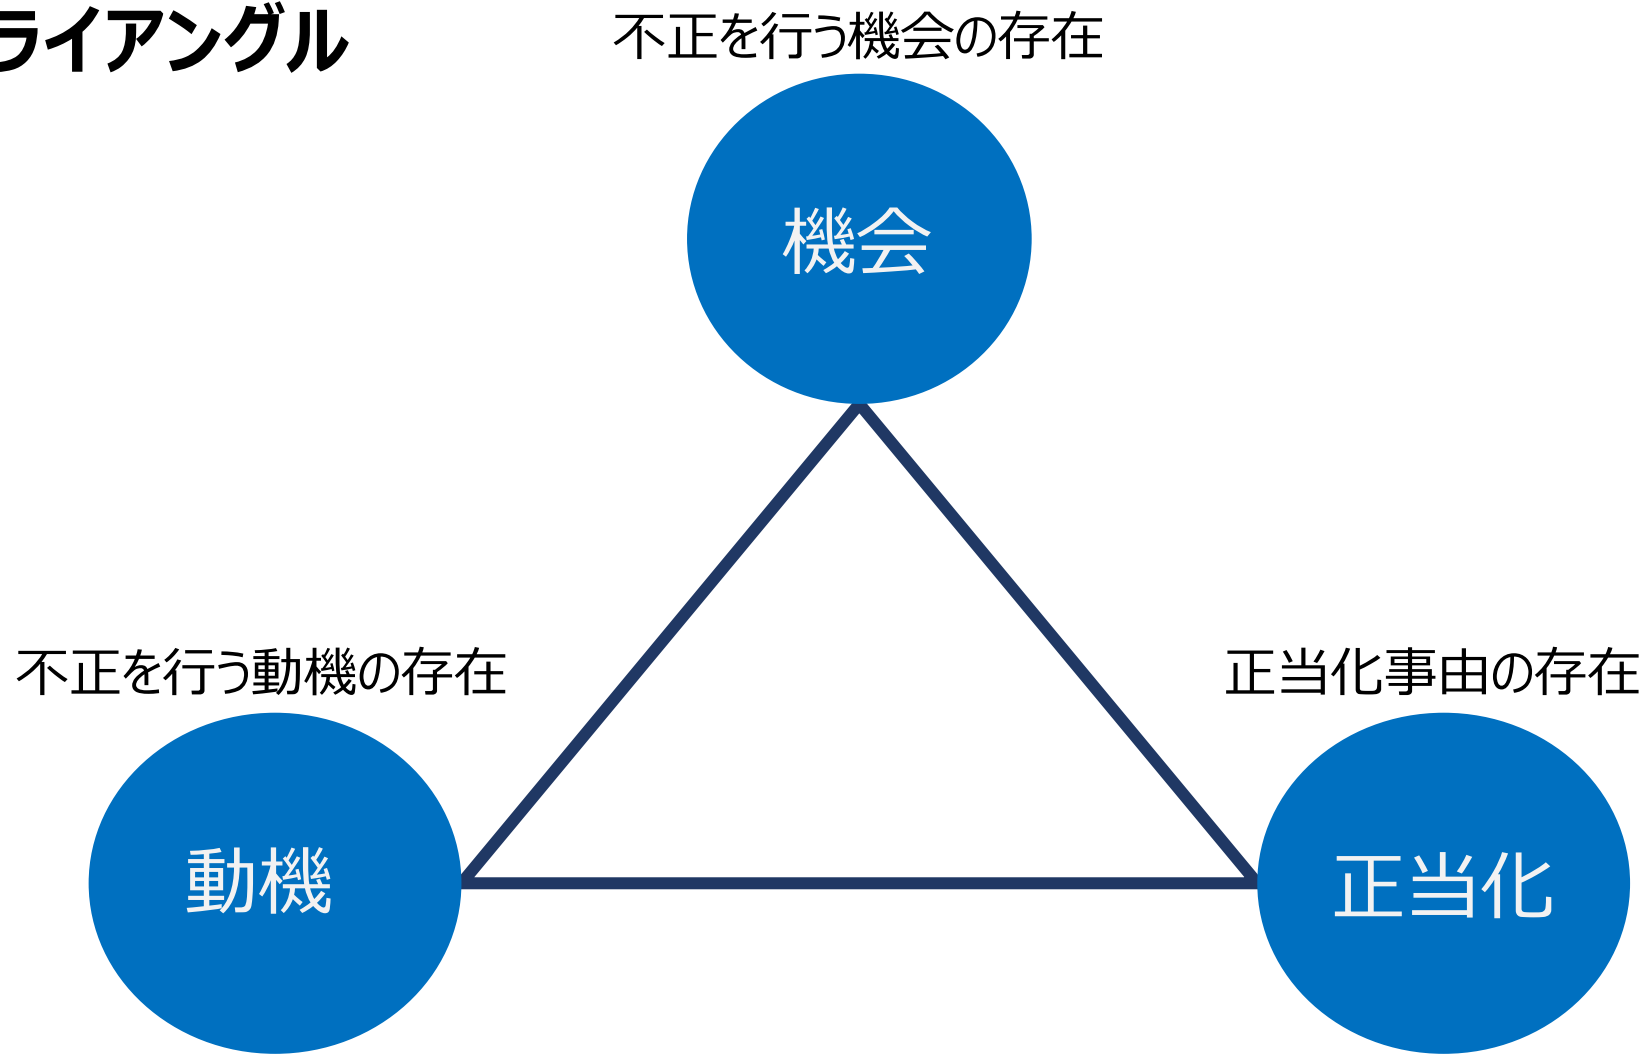 ライアングル
不正を行う機会の存在
機会
不正を行う動機の存在
正当化事由の存在
動機
正当化